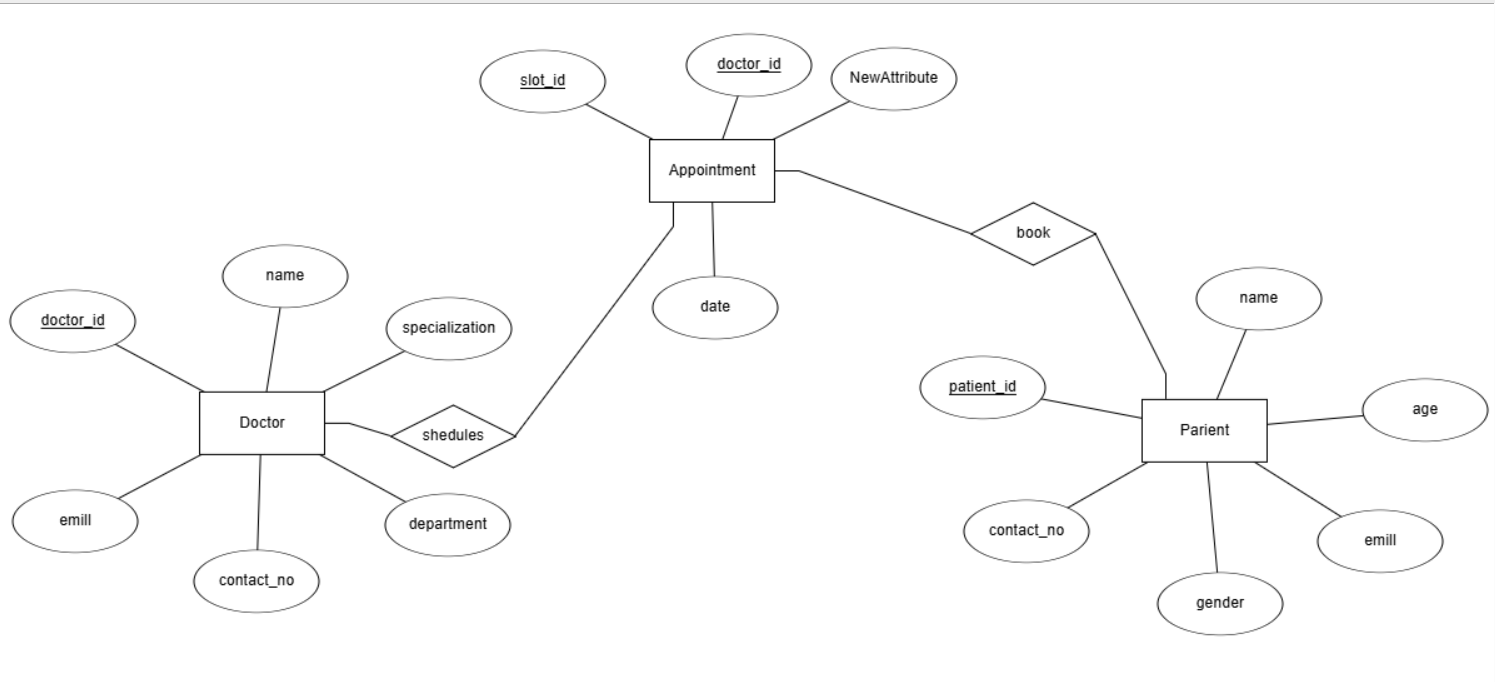 slot_id
doctor_id
NewAttribute
Appointment
book
date
name
doctor_id
specialization
Doctor
shedules
emill
department
contact_no
name
patient_id
age
Parient
contact_no
emill
gender